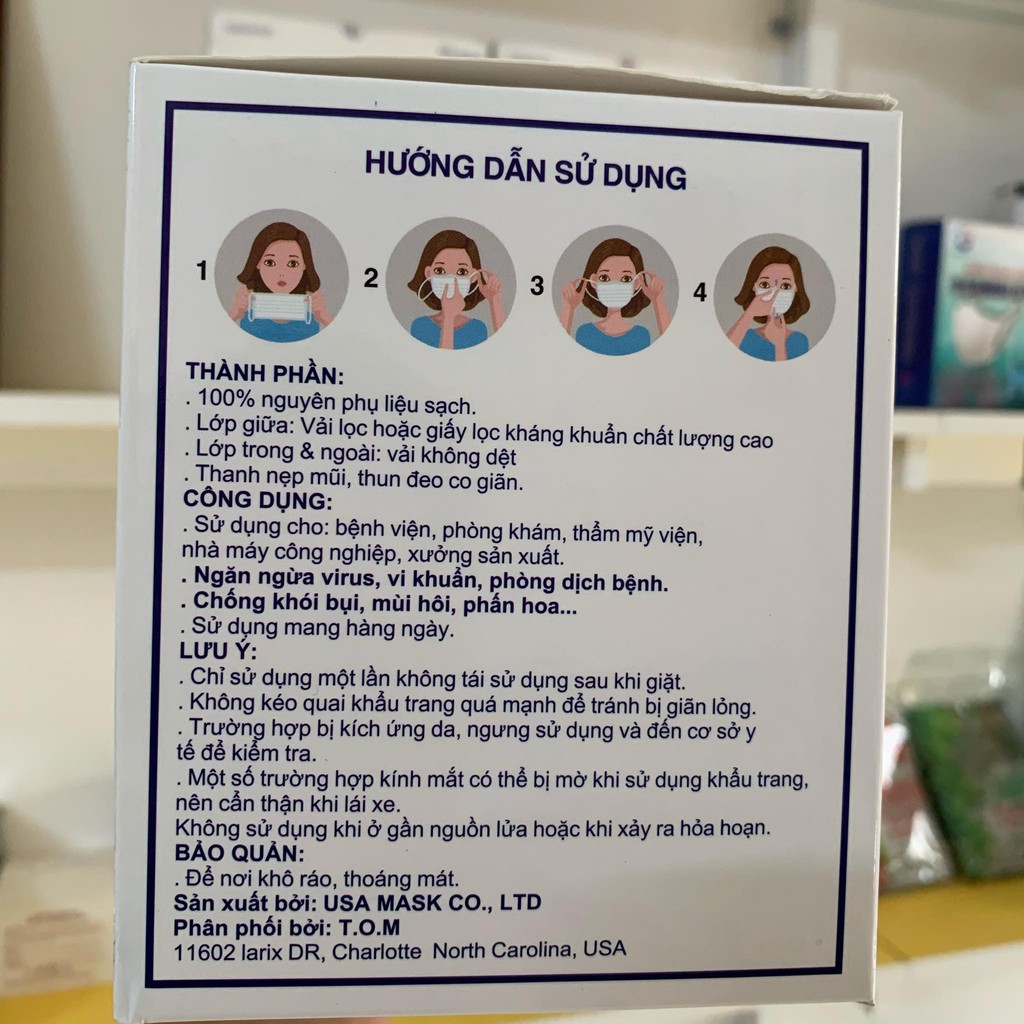 HƯỚNG DẪN SỬ DỤNG
1 2 3 4
THÀNH PHẦN:
. 100% nguyên phụ liệu sạch.
. Lớp giữa: Vải lọc hoặc giấy lọc kháng khuẩn chất lượng cao
. Lớp trong & ngoài: vải không dệt
. Thanh nẹp mũi, thun đeo co giãn.
CÔNG DỤNG:
. Sử dụng cho: bệnh viện, phòng khám, thẩm mỹ viện,
nhà máy công nghiệp, xưởng sản xuất.
. Ngăn ngừa virus, vi khuẩn, phòng dịch bệnh.
. Chống khói bụi, mùi hôi, phấn hoa...
. Sử dụng mang hàng ngày.
LƯU Ý:
. Chỉ sử dụng một lần không tái sử dụng sau khi giặt.
. Không kéo quai khẩu trang quá mạnh để tránh bị giãn lỏng.
. Trường hợp bị kích ứng da, ngưng sử dụng và đến cơ sở y
tế để kiểm tra.
. Một số trường hợp kính mắt có thể bị mờ khi sử dụng khẩu trang,
nên cẩn thận khi lái xe.
Không sử dụng khi ở gần nguồn lửa hoặc khi xảy ra hỏa hoạn.
BẢO QUẢN:
. Để nơi khô ráo, thoáng mát.
Sản xuất bởi: USA MASK CO., LTD
Phân phối bởi: T.O.M
11602 larix DR, Charlotte North Carolina, USA